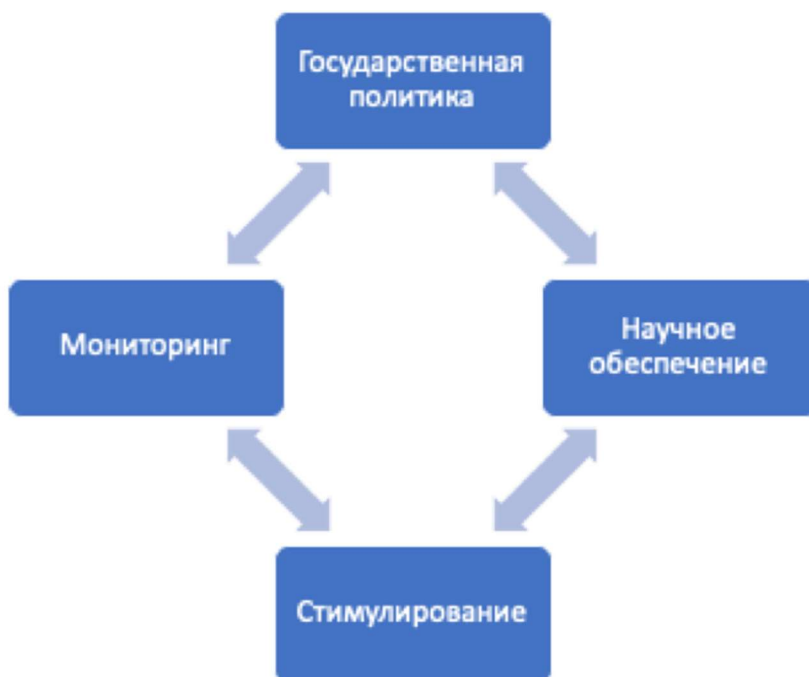 Государственная
политика
Мониторинг
Научное
обеспечение
Стимулирование